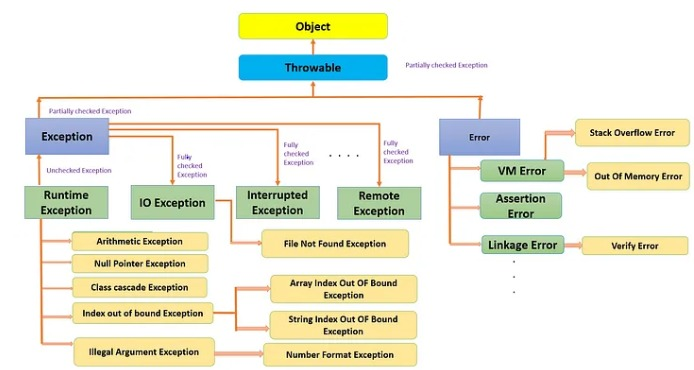 Object
Throwable
Partially checked Exception
Partially checked Exception
Exception
Error
Fully
checked
Exception
Fully
checked
Exception
. . . .
Fully
checked
Exception
Unchecked Exception
Stack Overflow Error
VM Error
Out Of Memory Error
Runtime
Exception
IO Exception
Interrupted
Exception
Remote
Exception
Assertion
Error
Arithmetic Exception
File Not Found Exception
Linkage Error
Verify Error
Null Pointer Exception
Class cascade Exception
Array Index Out OF Bound
Exception
Index out of bound Exception
String Index Out OF Bound
Exception
Illegal Argument Exception
Number Format Exception